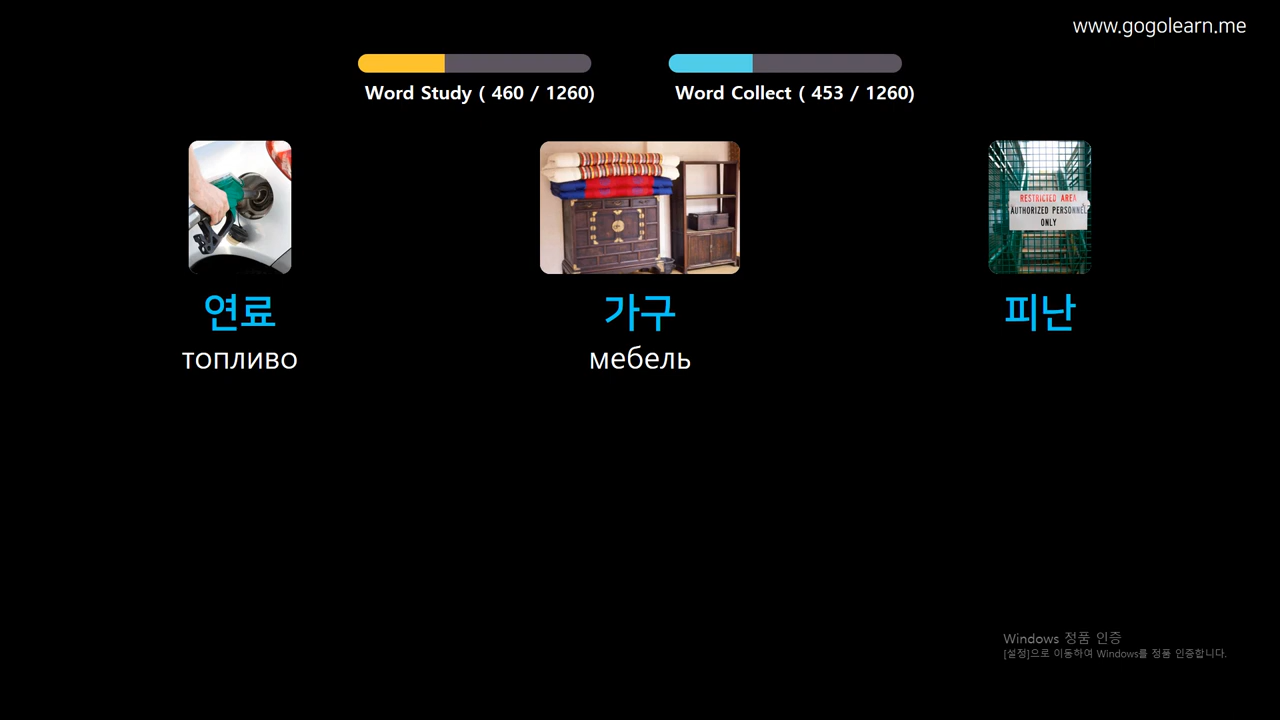 www.gogolearn.me
Word Study ( 460 / 1260)
Word Collect ( 453 / 1260)
RESTRICTED AREA
AUTHORIZED PERSONNEL
ONLY
연료
가구
피난
топливо
мебель
Windows 정품 인증
[설정]으로 이동하여 Windows를 정품 인증합니다.